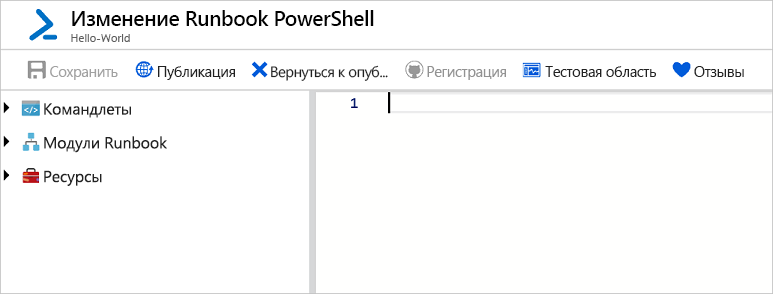 Изменение Runbook PowerShell
Hello-World
Сохранить Публикация Вернуться к опуб... Регистрация Тестовая область Отзывы
Командлеты 1
Модули Runbook
Ресурсы